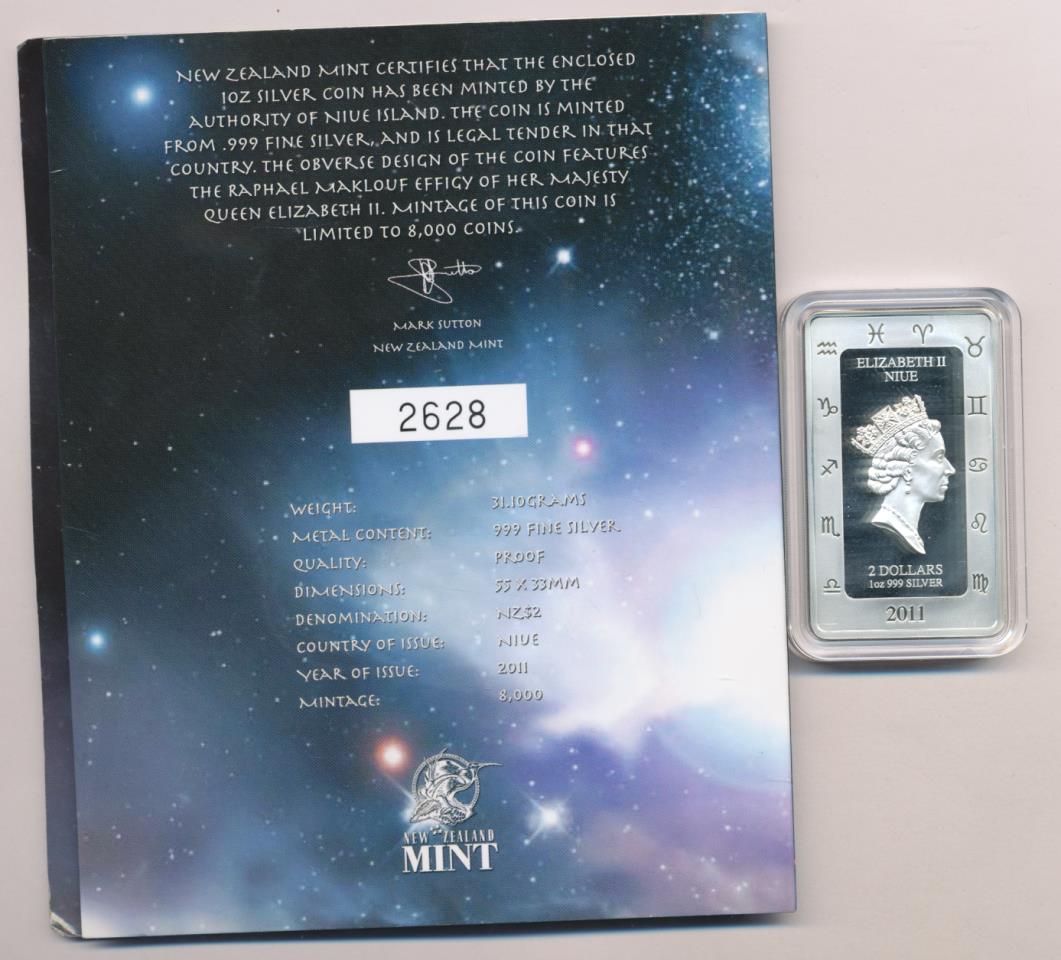 NEW ZEALAND MINT CERTIFIES THAT THE ENCLOSED
1OZ SILVER COIN HAS BEEN MINTED BY THE
AUTHORITY OF NIUE ISLAND. THE COIN IS MINTED
FROM .999 FINE SILVER, AND IS LEGAL TENDER IN THAT
COUNTRY. THE OBVERSE DESIGN OF THE COIN FEATURES
THE RAPHAEL MAKLOUF EFFIGY OF HER MAJESTY
QUEEN ELIZABETH II. MINTAGE OF THIS COIN IS
LIMITED TO 8,000 COINS.
MARK SUTTON
NEW ZEALAND MINT
2628
WEIGHT: 31.10GRAMS
METAL CONTENT: 999 FINE SILVER
QUALITY: PROOF
DIMENSIONS: 55 X 33MM
DENOMINATION: NZ$2
COUNTRY OF ISSUE: NIUE
YEAR OF ISSUE: 2011
MINTAGE: 8,000
NEW ZEALAND
MINT
ELIZABETH II
NIUE
2 DOLLARS
1oz 999 SILVER
2011